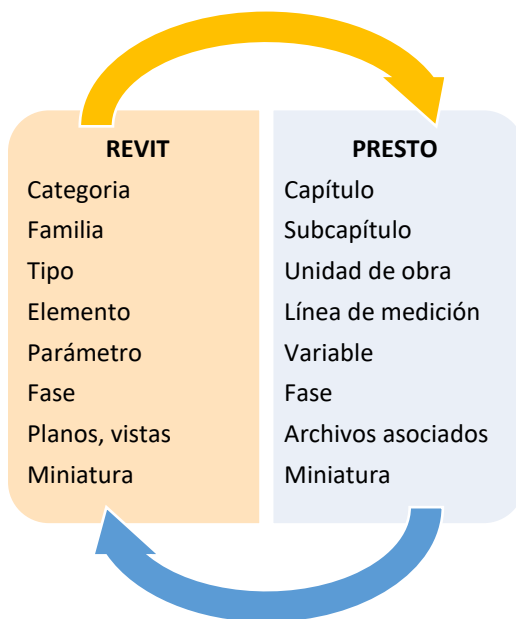 REVIT
Categoria
Familia
Tipo
Elemento
Parámetro
Fase
Planos, vistas
Miniatura
PRESTO
Capítulo
Subcapítulo
Unidad de obra
Línea de medición
Variable
Fase
Archivos asociados
Miniatura